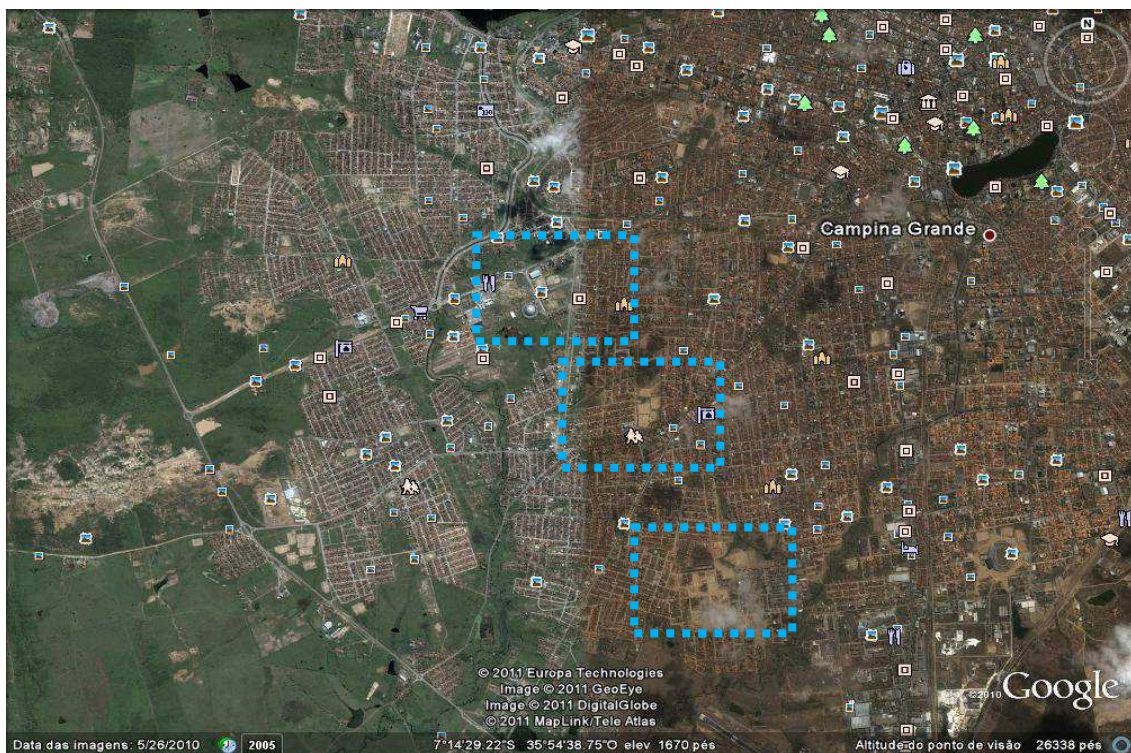 N
130
Campina Grande
© 2011 Europa Technologies
Image © 2011 GeoEye
Image © 2011 DigitalGlobe
© 2011 MapLink/Tele Atlas
©2010 Google
Data das imagens: 5/26/2010 2005 7°14'29.22"S 35°54'38.75"O elev 1670 pés Altitude do ponto de visão 26338 pés